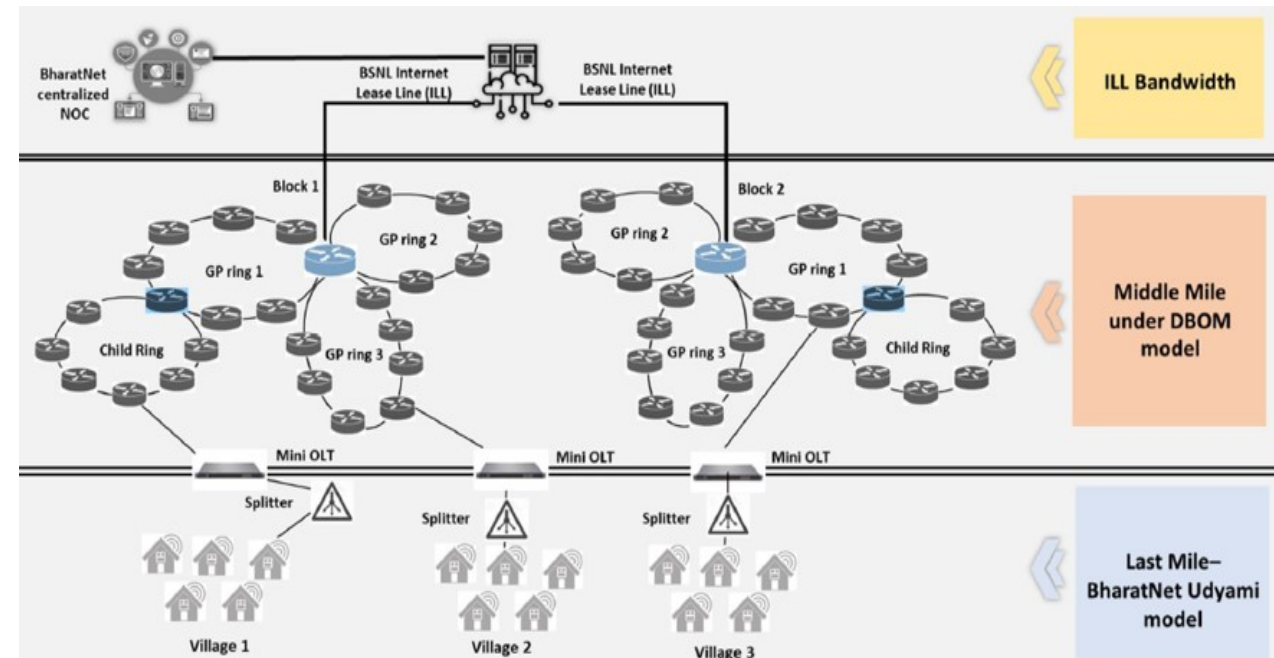 BharatNet
centralized
NOC
BSNL Internet
Lease Line (ILL)
BSNL Internet
Lease Line (ILL)
ILL Bandwidth
Block 1
Block 2
GP ring 2
GP ring 1
GP ring 3
Child Ring
GP ring 2
GP ring 1
GP ring 3
Child Ring
Middle Mile
under DBOM
model
Mini OLT
Mini OLT
Mini OLT
Splitter
Splitter
Splitter
Village 1
Village 2
Village 3
Last Mile–
BharatNet Udyami
model